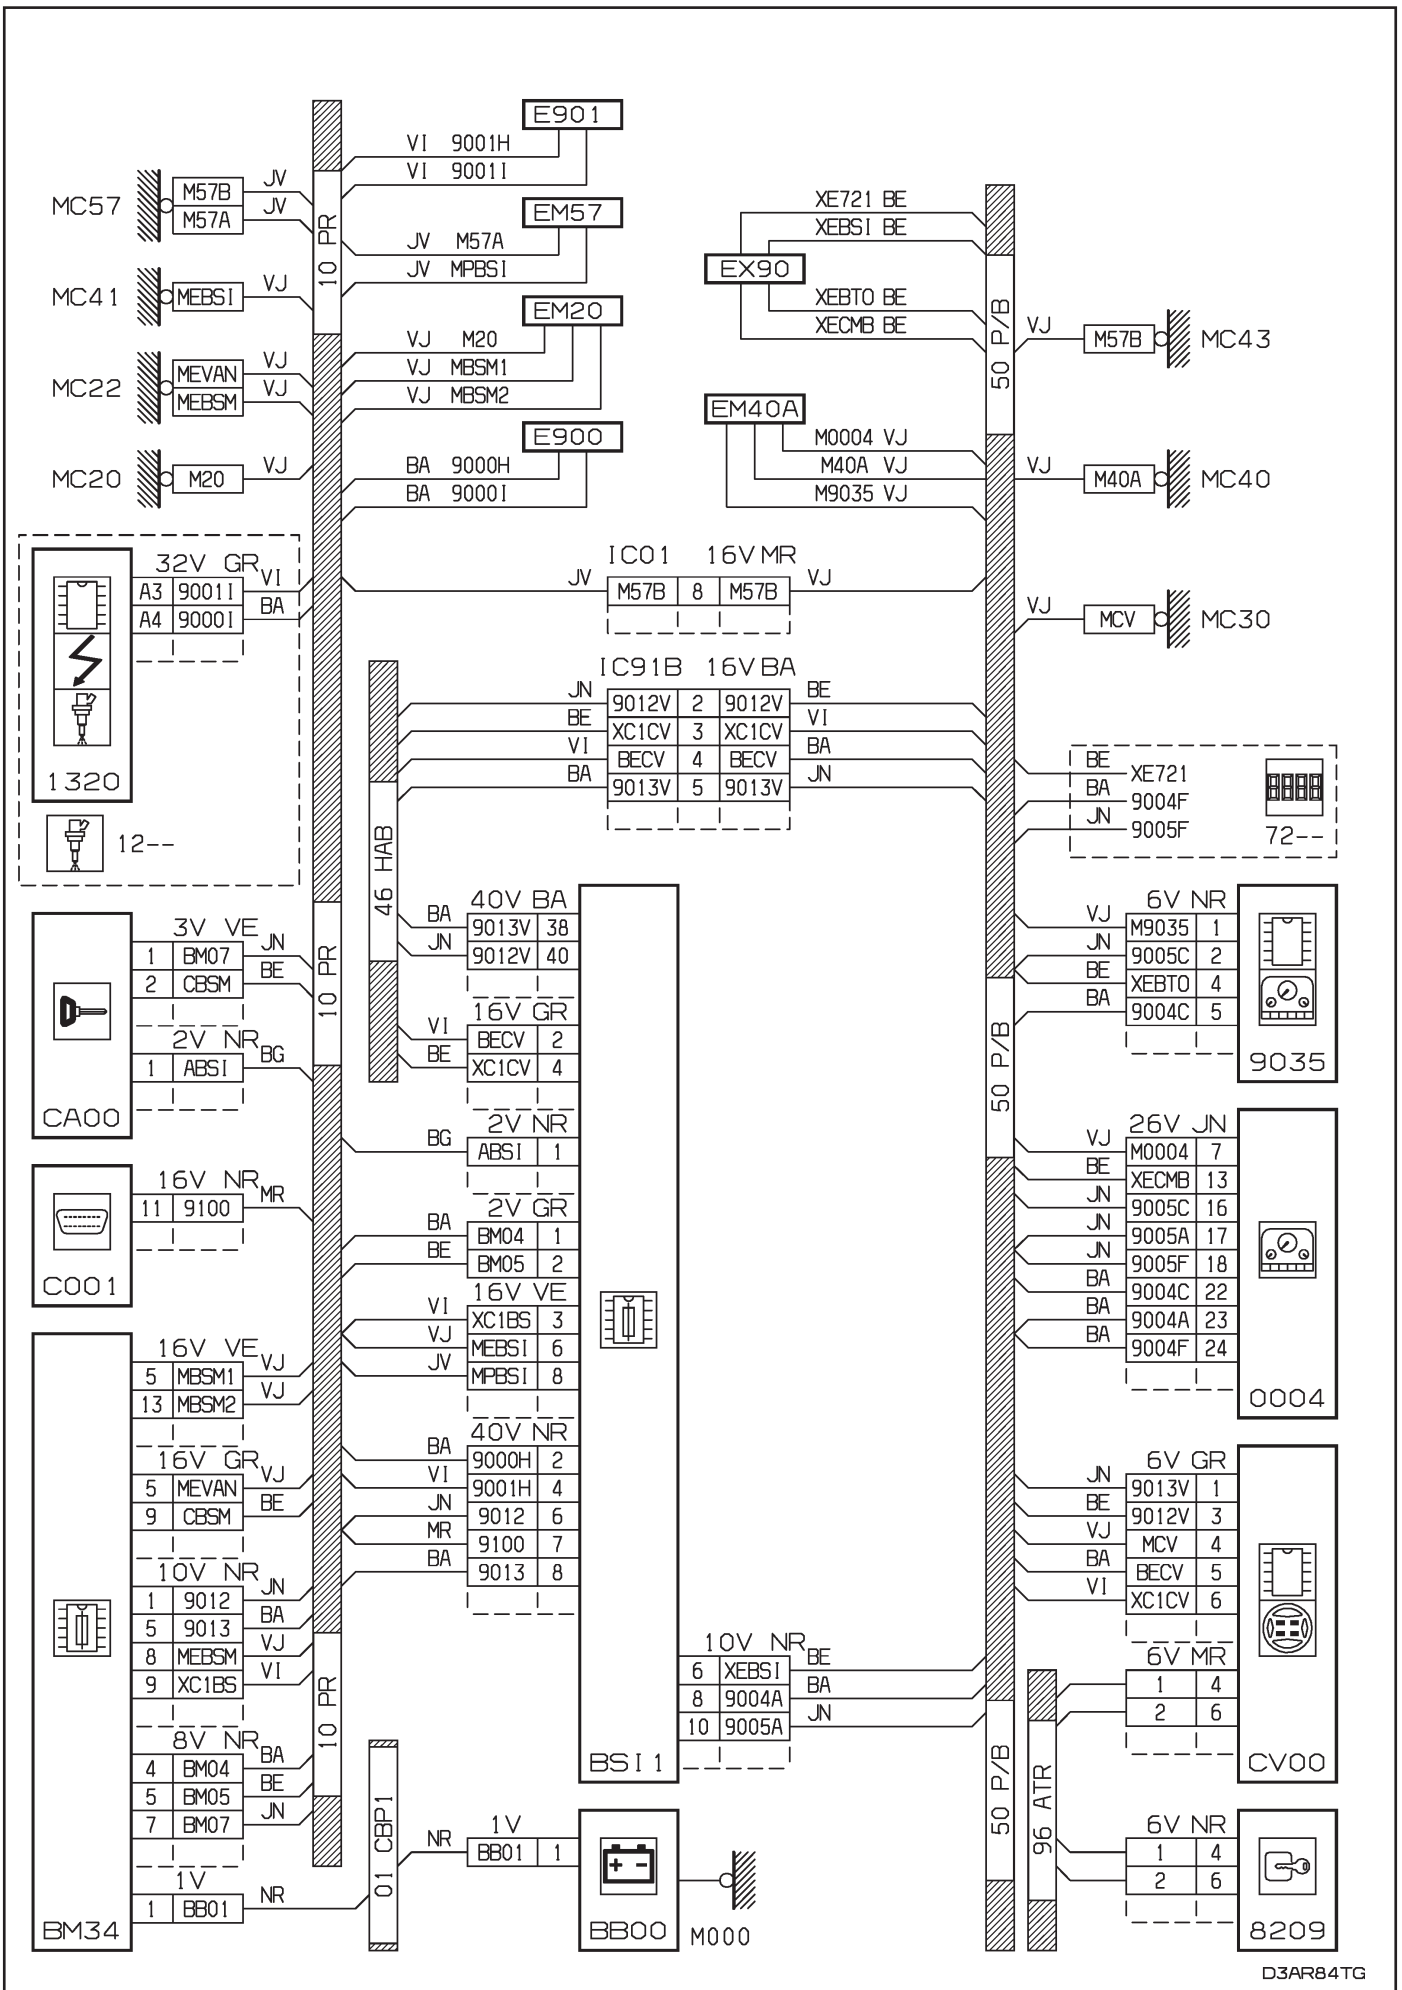 E901
VI 9001H
VI 9001I
MC57
M57B JV
M57A JV
10 PR
EM57
JV M57A
JV MPBSI
MC41
MEBSI VJ
EM20
VJ M20
VJ MBSM1
VJ MBSM2
MC22
MEVAN VJ
MEBSM VJ
E900
BA 9000H
BA 9000I
MC20
M20 VJ
XE721 BE
XEBSI BE
EX90
XEBTO BE
XECMB BE
50 P/B
VJ M57B MC43
EM40A
M0004 VJ
M40A VJ
M9035 VJ
VJ M40A MC40
32V GR
A3 9001I VI
A4 9000I BA
1320
12--
IC01 16V MR
JV M57B 8 M57B VJ
VJ MCV MC30
IC91B 16V BA
JN 9012V 2 9012V BE
BE XC1CV 3 XC1CV VI
VI BECV 4 BECV BA
BA 9013V 5 9013V JN
46 HAB
BE XE721
BA 9004F
JN 9005F
72--
3V VE
1 BM07 JN
2 CBSM BE
2V NR
1 ABSI BG
CA00
10 PR
40V BA
BA 9013V 38
JN 9012V 40
16V GR
VI BECV 2
BE XC1CV 4
2V NR
BG ABSI 1
2V GR
BA BM04 1
BE BM05 2
16V VE
VI XC1BS 3
VJ MEBSI 6
JV MPBSI 8
40V NR
BA 9000H 2
VI 9001H 4
JN 9012 6
MR 9100 7
BA 9013 8
10V NR
6 XEBSI BE
8 9004A BA
10 9005A JN
BSI1
6V NR
VJ M9035 1
JN 9005C 2
BE XEBTO 4
BA 9004C 5
9035
50 P/B
26V JN
VJ M0004 7
BE XECMB 13
JN 9005C 16
JN 9005A 17
JN 9005F 18
BA 9004C 22
BA 9004A 23
BA 9004F 24
0004
16V NR
11 9100 MR
C001
16V VE
5 MBSM1 VJ
13 MBSM2 VJ
16V GR
5 MEVAN VJ
9 CBSM BE
10V NR
1 9012 JN
5 9013 BA
8 MEBSM VJ
9 XC1BS VI
8V NR
4 BM04 BA
5 BM05 BE
7 BM07 JN
1V
1 BB01 NR
BM34
10 PR
01 CBP1
1V
NR BB01 1
BB00
M000
6V GR
JN 9013V 1
BE 9012V 3
VJ MCV 4
BA BECV 5
VI XC1CV 6
6V MR
1 4
2 6
CV00
50 P/B
96 ATR
6V NR
1 4
2 6
8209
D3AR84TG